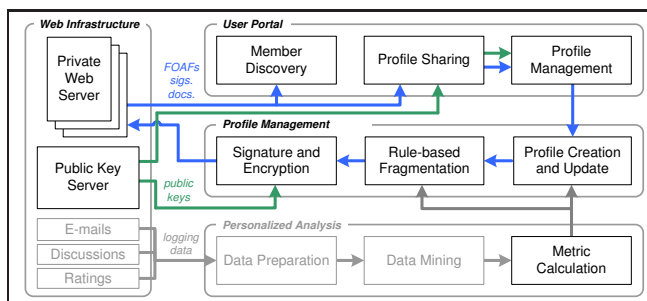 Web Infrastructure
Private
Web
Server
Public Key
Server
E-mails
Discussions
Ratings
FOAFs
sigs.
docs.
public
keys
logging
data
User Portal
Member
Discovery
Profile Sharing
Profile
Management
Profile Management
Signature and
Encryption
Rule-based
Fragmentation
Profile Creation
and Update
Personalized Analysis
Data Preparation
Data Mining
Metric
Calculation